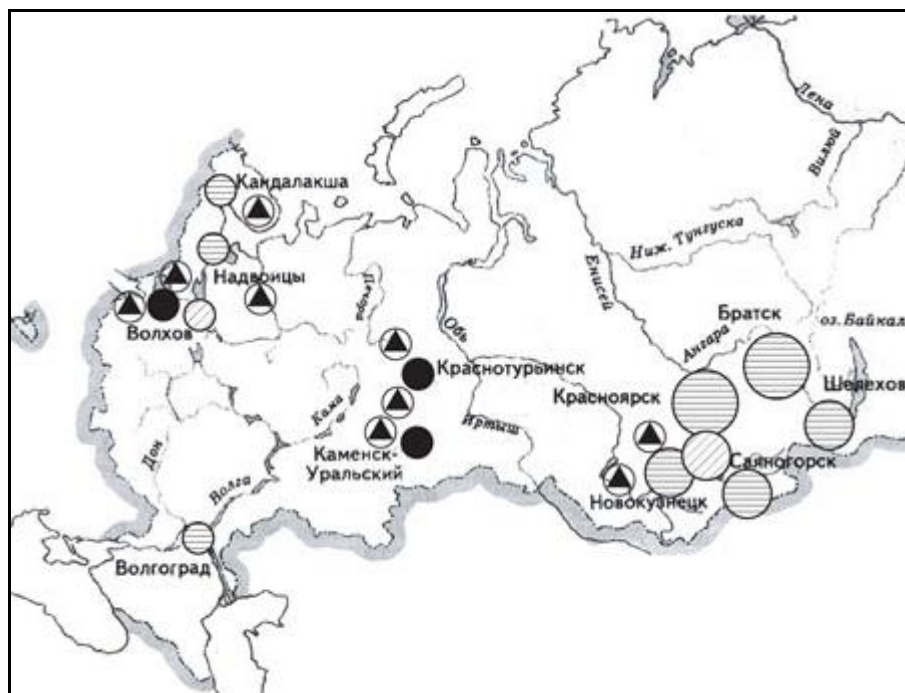 Лена
Вилюй
Кандалакша
Ниж. Тунгуска
Надвоицы
Печора
Енисей
Обь
Братск
оз. Байкал
Волхов
Ангара
Краснотурьинск
Шелехов
Красноярск
Кама
Иртыш
Дон
Каменск-
Уральский
Саяногорск
Волга
Новокузнецк
Волгоград